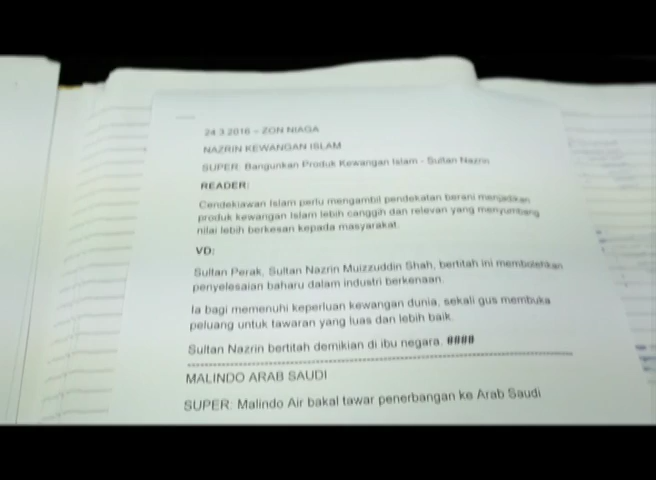 24.3.2016 – ZON NIAGA
NAZRIN KEWANGAN ISLAM
SUPER: Bangunkan Produk Kewangan Islam - Sultan Nazrin
READER:
Cendekiawan Islam perlu mengambil pendekatan berani menjadikan
produk kewangan Islam lebih canggih dan relevan yang menyumbang
nilai lebih berkesan kepada masyarakat.
VO:
Sultan Perak, Sultan Nazrin Muizzuddin Shah, bertitah ini membolehkan
penyelesaian baharu dalam industri berkenaan.
Ia bagi memenuhi keperluan kewangan dunia, sekali gus membuka
peluang untuk tawaran yang luas dan lebih baik.
Sultan Nazrin bertitah demikian di ibu negara. ####
MALINDO ARAB SAUDI
SUPER: Malindo Air bakal tawar penerbangan ke Arab Saudi